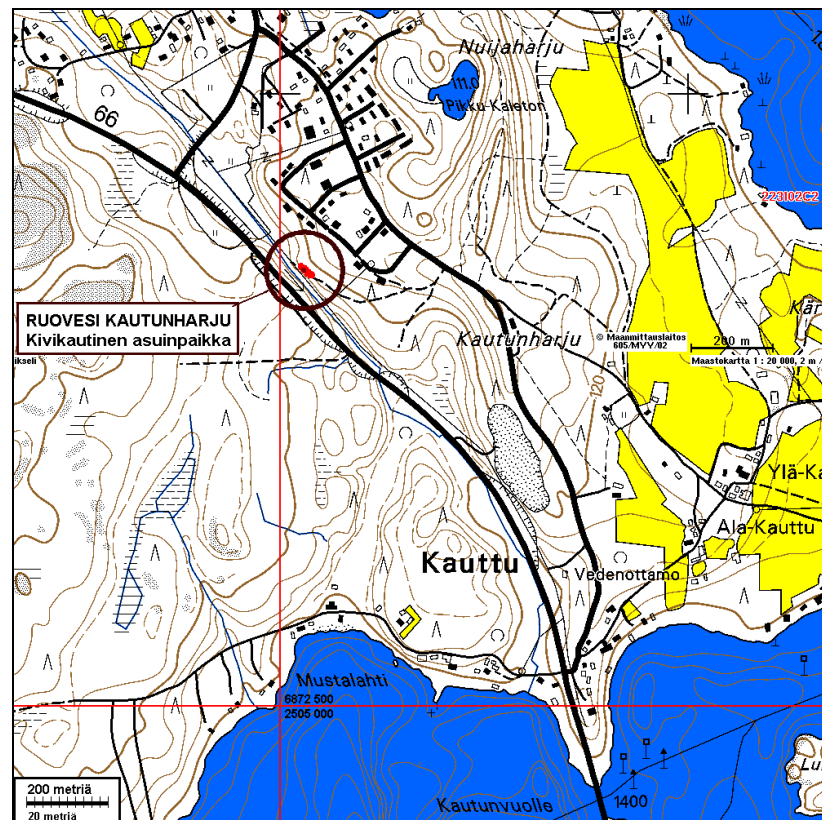 Nuijaharju
66
111.0
Pikku-Kaleton
223102C2
RUOVESI KAUTUNHARJU
Kivikautinen asuinpaikka
ikseli
Kautunharju
© Maanmittauslaitos
605/MVY/02
200 m
Maastokartta 1 : 20 000, 2 m /
Kär
120
Ylä-Ka
Ala-Kauttu
Kauttu
Vedenottamo
Mustalahti
6872 500
2505 000
200 metriä
20 metriä
Kautunvuolle
1400